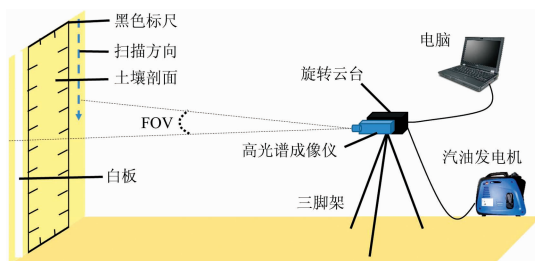 黑色标尺
扫描方向
土壤剖面
FOV
白板
电脑
旋转云台
高光谱成像仪
汽油发电机
三脚架